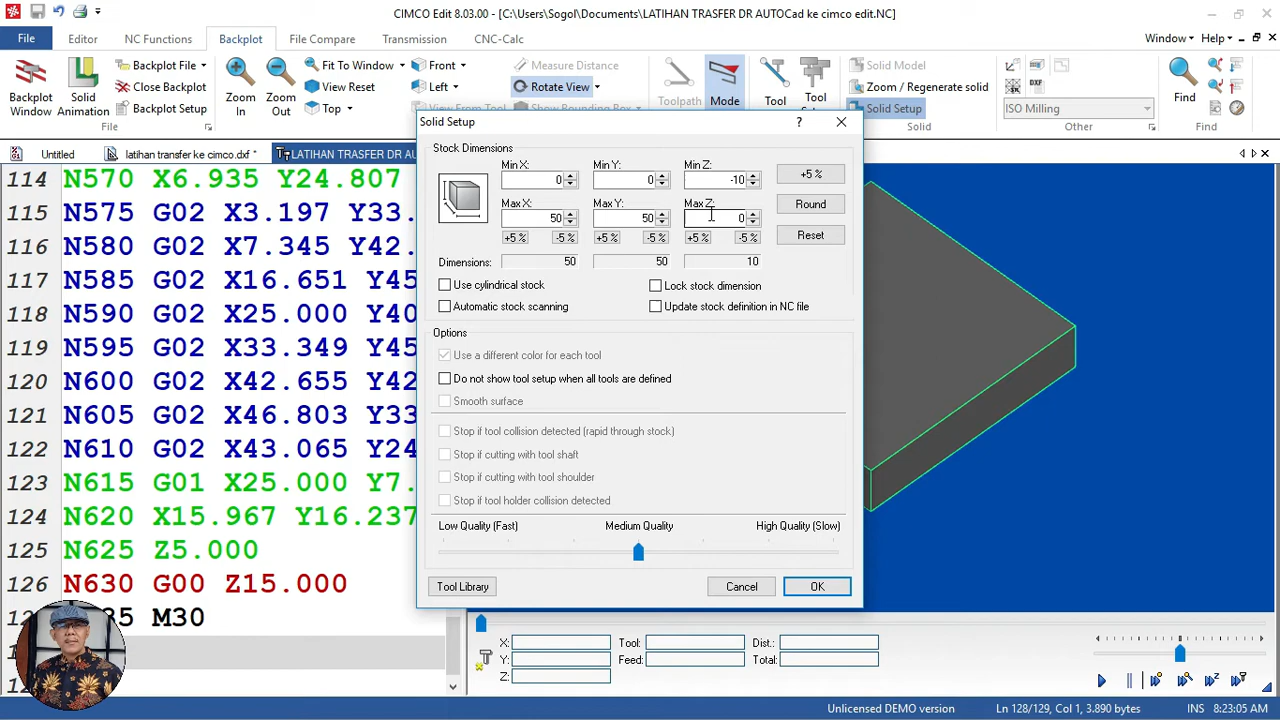 CIMCO Edit 8.03.00 - [C:\Users\Sogol\Documents\LATIHAN TRASFER DR AUTOCad ke cimco edit.NC]
File Editor NC Functions Backplot File Compare Transmission CNC-Calc Window Help
Backplot Window
Solid Animation
Backplot File
Close Backplot
Backplot Setup
File
Zoom In
Zoom Out
Fit To Window
View Reset
Top
Front
Left
View From Tool
Measure Distance
Rotate View
Show Bounding Box
Toolpath
Mode
Tool
Tool Setup
Solid Model
Zoom / Regenerate solid
Solid Setup
Solid
DXF
ISO Milling
Other
Find
Find
Untitled
latihan transfer ke cimco.dxf *
LATIHAN TRASFER DR AU
114 N570 X6.935 Y24.807
115 N575 G02 X3.197 Y33.
116 N580 G02 X7.345 Y42.
117 N585 G02 X16.651 Y45
118 N590 G02 X25.000 Y40
119 N595 G02 X33.349 Y45
120 N600 G02 X42.655 Y42
121 N605 G02 X46.803 Y33
122 N610 G02 X43.065 Y24
123 N615 G01 X25.000 Y7.
124 N620 X15.967 Y16.237
125 N625 Z5.000
126 N630 G00 Z15.000
M30
Solid Setup
Stock Dimensions
Min X: Min Y: Min Z:
0 0 -10 +5 %
Max X: Max Y: Max Z: Round
50 50 0
+5 % -5 % +5 % -5 % +5 % -5 % Reset
Dimensions: 50 50 10
Use cylindrical stock Lock stock dimension
Automatic stock scanning Update stock definition in NC file
Options
Use a different color for each tool
Do not show tool setup when all tools are defined
Smooth surface
Stop if tool collision detected (rapid through stock)
Stop if cutting with tool shaft
Stop if cutting with tool shoulder
Stop if tool holder collision detected
Low Quality (Fast) Medium Quality High Quality (Slow)
Tool Library Cancel OK
X: Tool: Dist.:
Y: Feed: Total:
Z:
Unlicensed DEMO version Ln 128/129, Col 1, 3.890 bytes INS 8:23:05 AM